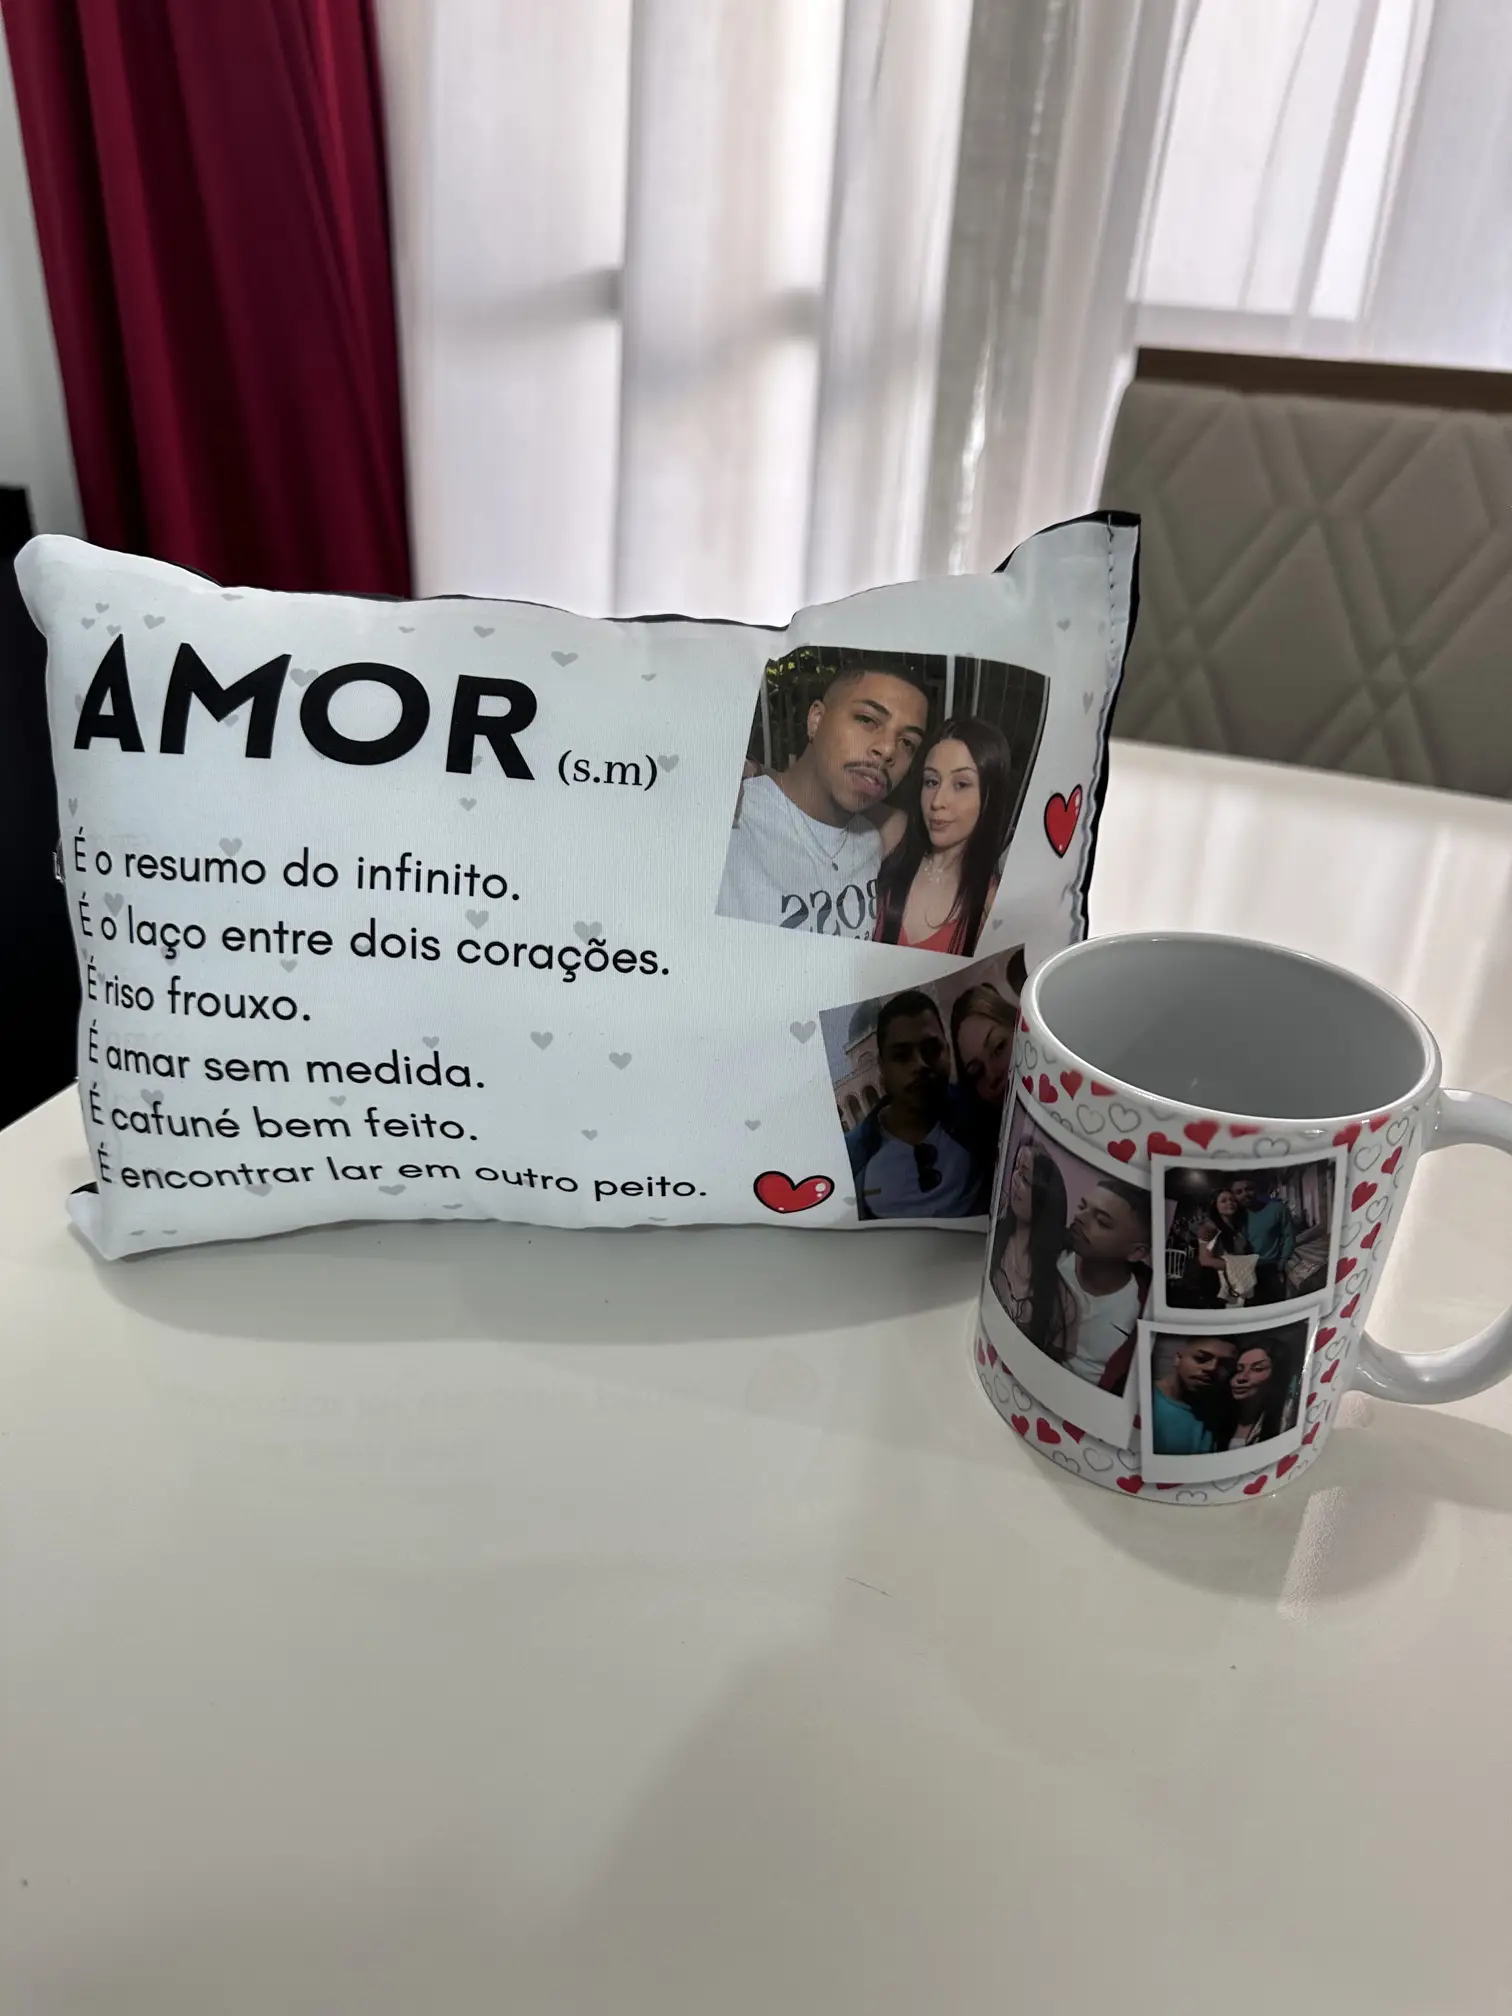 AMOR (s.m)
É o resumo do infinito.
É o laço entre dois corações.
É riso frouxo.
É amar sem medida.
É cafuné bem feito.
É encontrar lar em outro peito.
BOSS